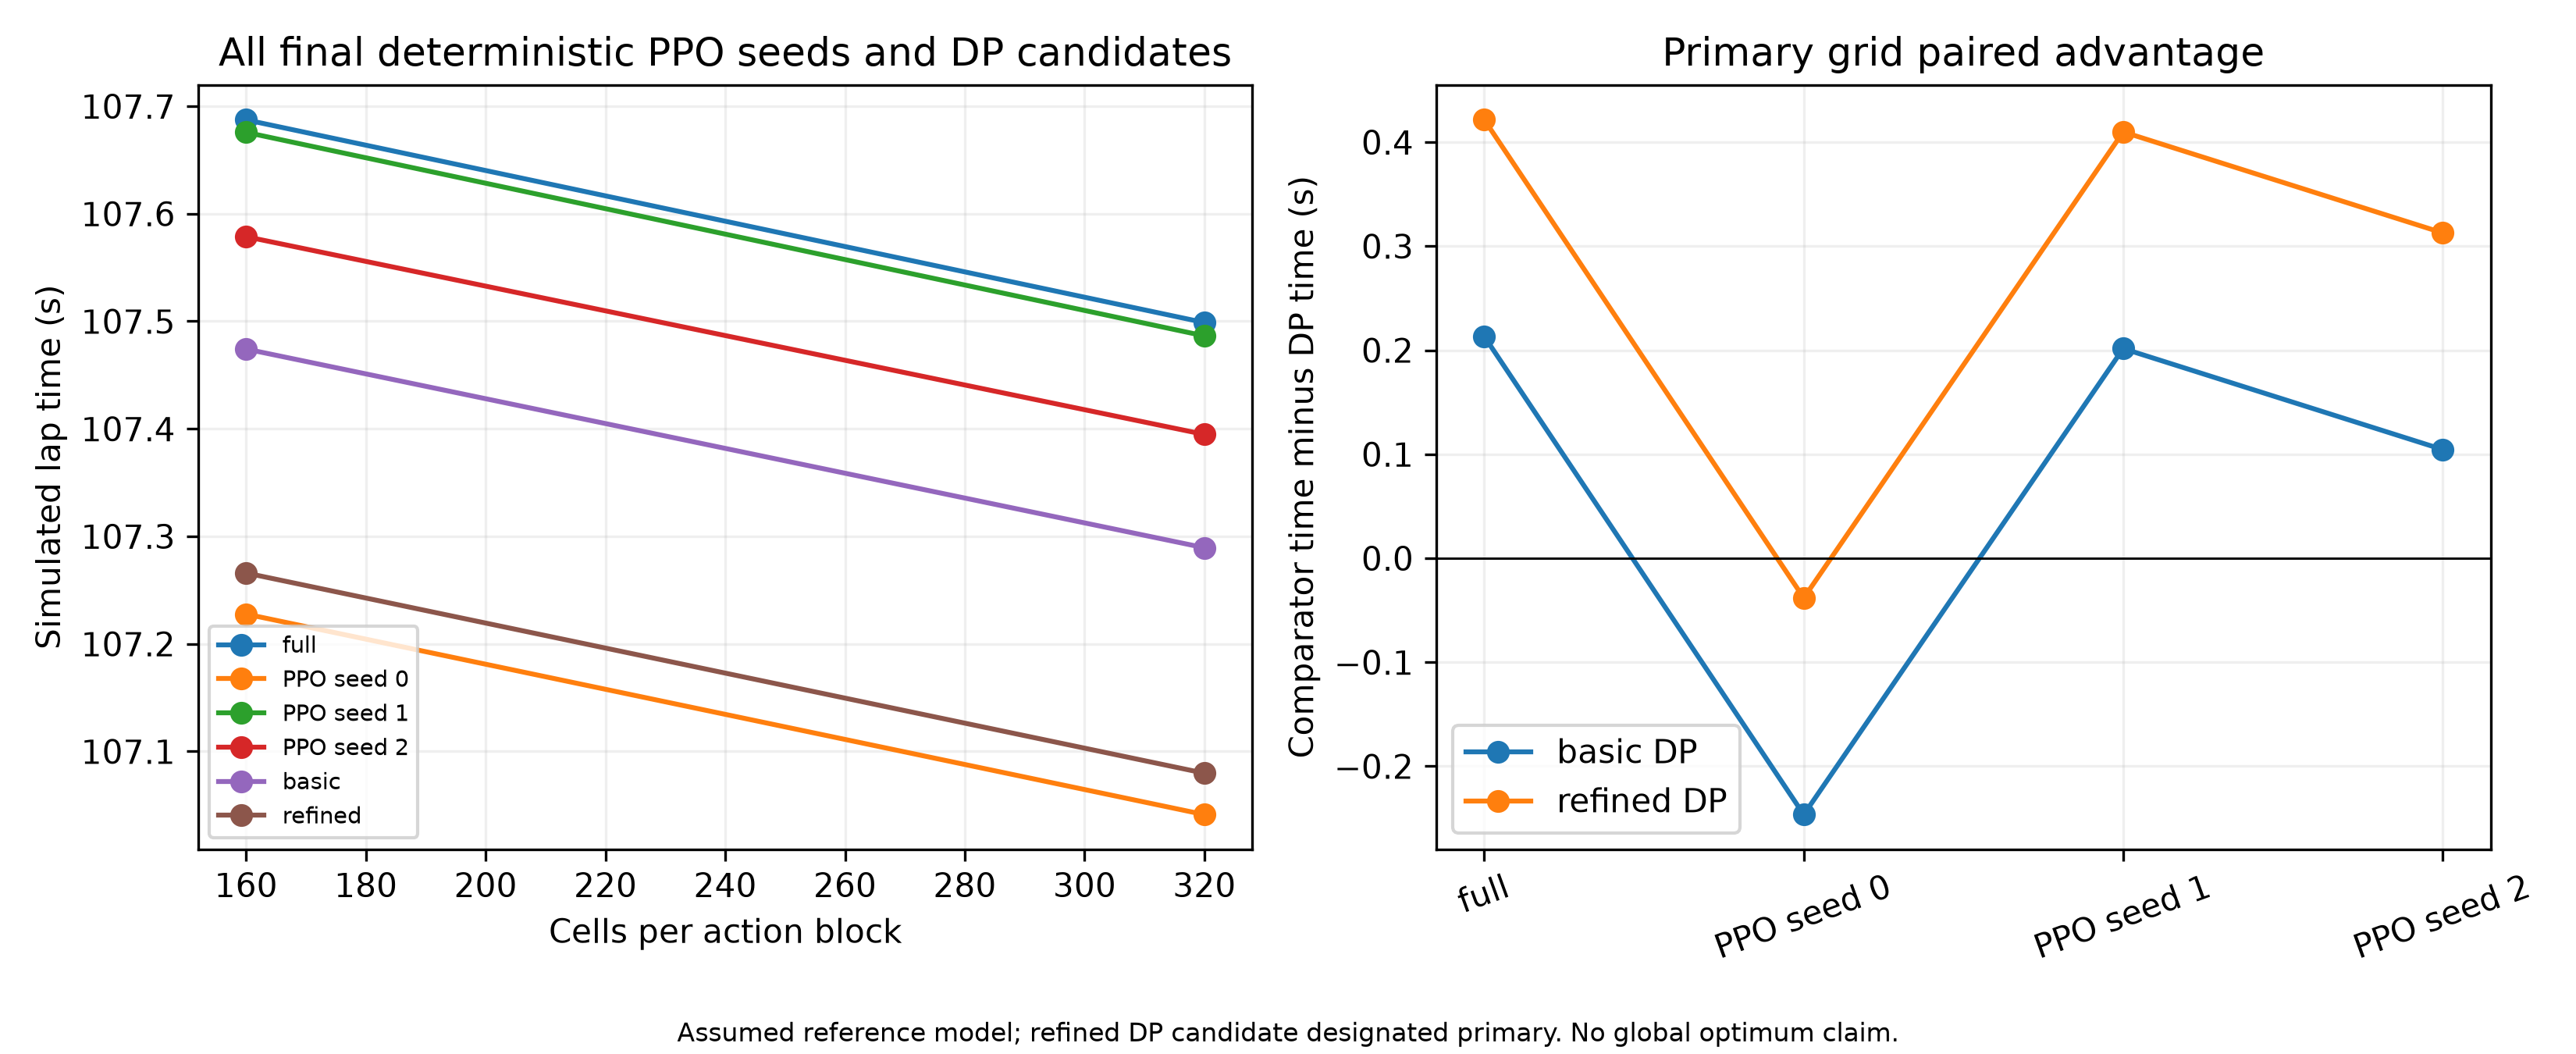 All final deterministic PPO seeds and DP candidates
Simulated lap time (s)
107.7
107.6
107.5
107.4
107.3
107.2
107.1
full
PPO seed 0
PPO seed 1
PPO seed 2
basic
refined
160 180 200 220 240 260 280 300 320
Cells per action block
Primary grid paired advantage
Comparator time minus DP time (s)
0.4
0.3
0.2
0.1
0.0
−0.1
−0.2
basic DP
refined DP
full PPO seed 0 PPO seed 1 PPO seed 2
Assumed reference model; refined DP candidate designated primary. No global optimum claim.